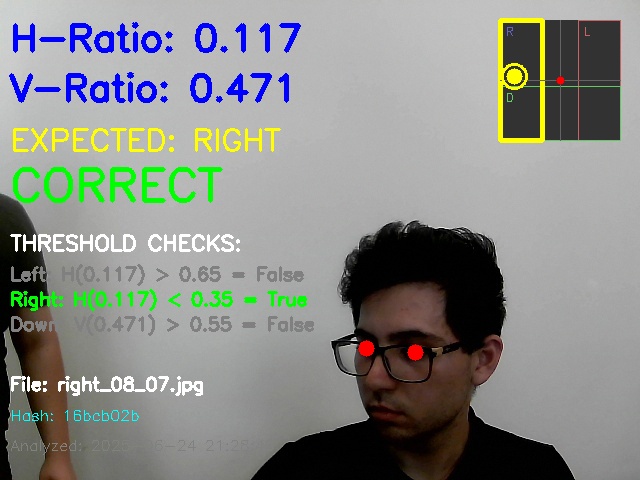 H-Ratio: 0.117
V-Ratio: 0.471
EXPECTED: RIGHT
CORRECT
THRESHOLD CHECKS:
Left: H(0.117) > 0.65 = False
Right: H(0.117) < 0.35 = True
Down: V(0.471) > 0.55 = False
File: right_08_07.jpg
Hash: 16bcb02b
Analyzed:
R
L
D